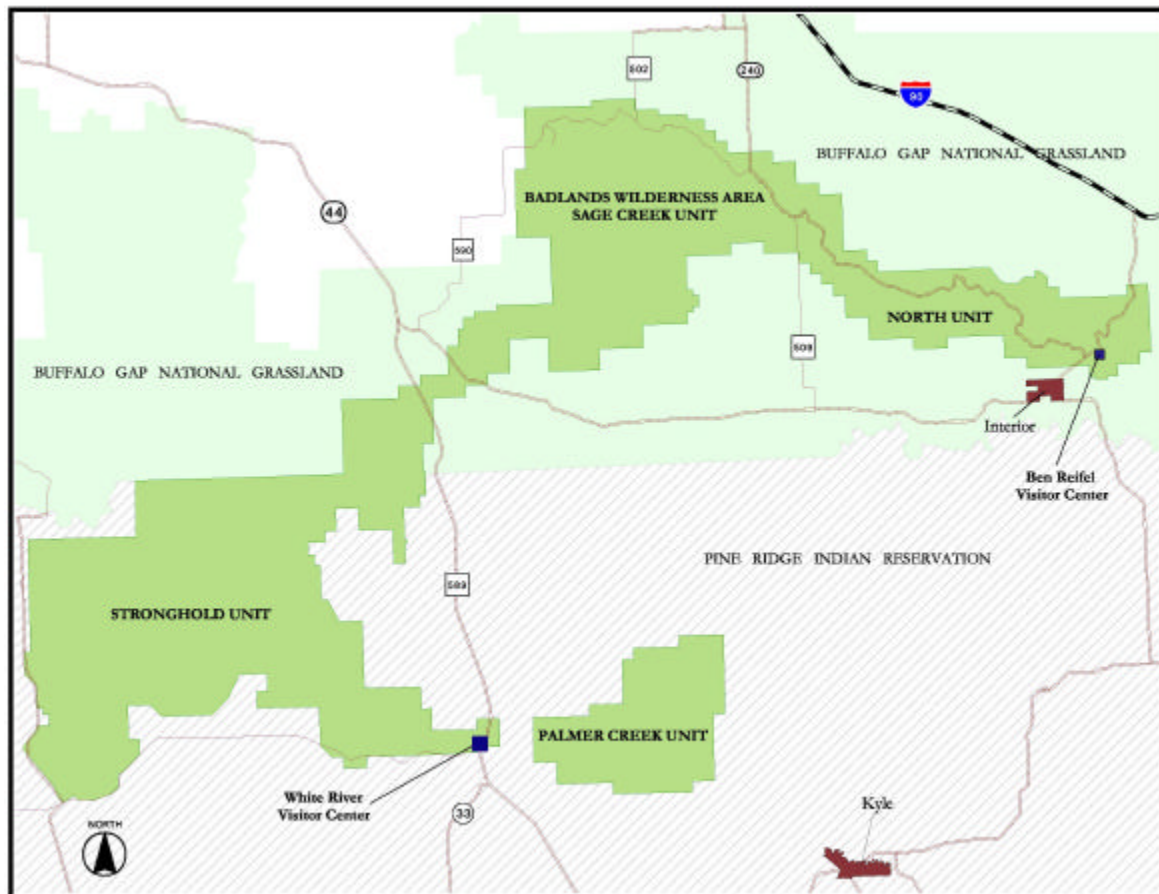 502
240
90
BUFFALO GAP NATIONAL GRASSLAND
BADLANDS WILDERNESS AREA
SAGE CREEK UNIT
44
590
NORTH UNIT
509
BUFFALO GAP NATIONAL GRASSLAND
Interior
Ben Reifel
Visitor Center
PINE RIDGE INDIAN RESERVATION
589
STRONGHOLD UNIT
PALMER CREEK UNIT
White River
Visitor Center
33
Kyle
NORTH